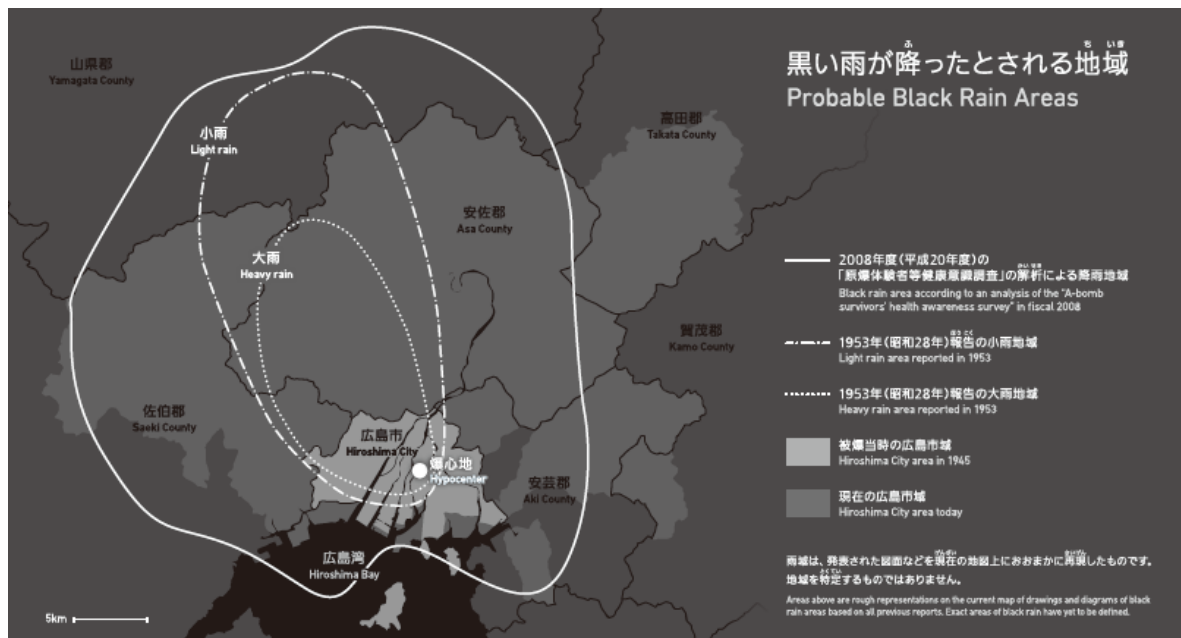 黒い雨が降ったとされる地域
Probable Black Rain Areas
山県郡
Yamagata County
高田郡
Takata County
小雨
Light rain
安佐郡
Asa County
大雨
Heavy rain
賀茂郡
Kamo County
佐伯郡
Saeki County
広島市
Hiroshima City
爆心地
Hypocenter
安芸郡
Aki County
広島湾
Hiroshima Bay
5km
2008年度(平成20年度)の
「原爆体験者等健康意識調査」の解析による降雨地域
Black rain area according to an analysis of the "A-bomb
survivors' health awareness survey" in fiscal 2008
1953年(昭和28年)報告の小雨地域
Light rain area reported in 1953
1953年(昭和28年)報告の大雨地域
Heavy rain area reported in 1953
被爆当時の広島市域
Hiroshima City area in 1945
現在の広島市域
Hiroshima City area today
雨域は、発表された図面などを現在の地図上におおまかに再現したものです。
地域を特定するものではありません。
Areas above are rough representations on the current map of drawings and diagrams of black
rain areas based on all previous reports. Exact areas of black rain have yet to be defined.